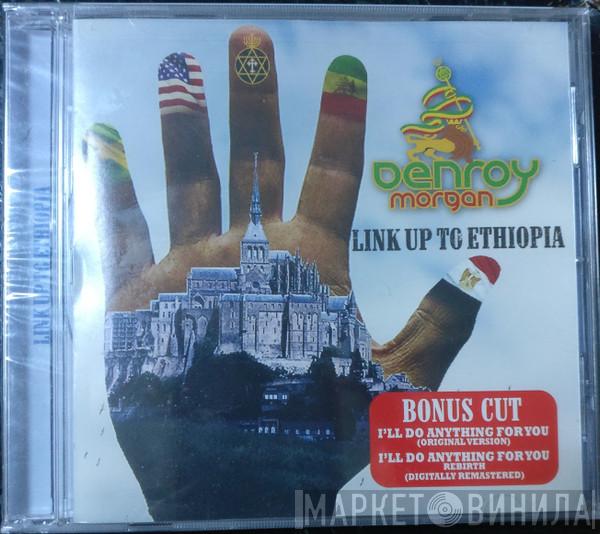 Denroy
morgan
LINK UP TO ETHIOPIA
LINK UP TO ETHIOPIA
BONUS CUT
I'LL DO ANYTHING FOR YOU
(ORIGINAL VERSION)
I'LL DO ANYTHING FOR YOU
REBIRTH
(DIGITALLY REMASTERED)
МАРКЕТ ВИНИЛА